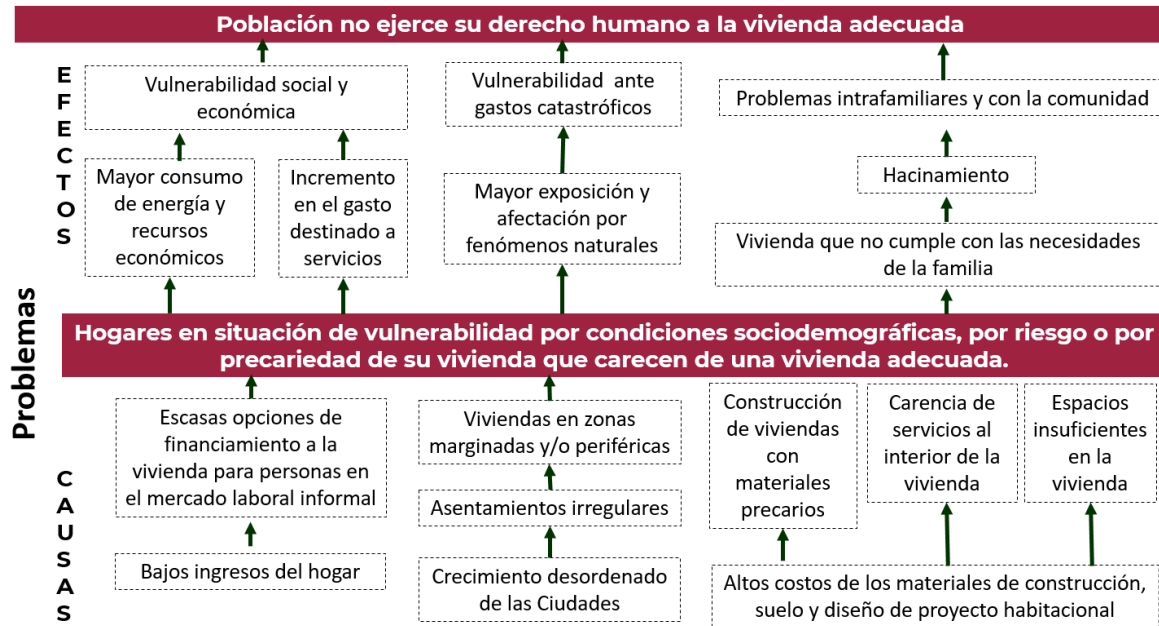 Población no ejerce su derecho humano a la vivienda adecuada
EFECTOS
Vulnerabilidad social y
económica
Vulnerabilidad ante
gastos catastróficos
Problemas intrafamiliares y con la comunidad
Mayor consumo
de energía y
recursos
económicos
Incremento
en el gasto
destinado a
servicios
Mayor exposición y
afectación por
fenómenos naturales
Hacinamiento
Vivienda que no cumple con las necesidades
de la familia
Problemas
Hogares en situación de vulnerabilidad por condiciones sociodemográficas, por riesgo o por
precariedad de su vivienda que carecen de una vivienda adecuada.
CAUSAS
Escasas opciones de
financiamiento a la
vivienda para personas en
el mercado laboral informal
Bajos ingresos del hogar
Viviendas en zonas
marginadas y/o periféricas
Asentamientos irregulares
Crecimiento desordenado
de las Ciudades
Construcción
de viviendas
con
materiales
precarios
Carencia de
servicios al
interior de la
vivienda
Espacios
insuficientes
en la
vivienda
Altos costos de los materiales de construcción,
suelo y diseño de proyecto habitacional